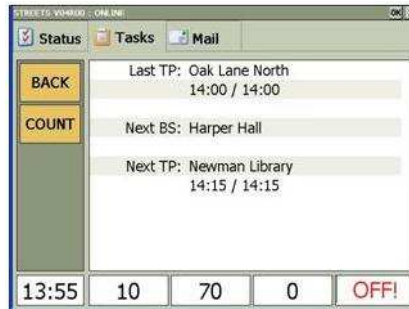 STREETS V04R00 : ONLINE OK
Status Tasks Mail
BACK
COUNT
Last TP: Oak Lane North
14:00 / 14:00
Next BS: Harper Hall
Next TP: Newman Library
14:15 / 14:15
13:55 10 70 0 OFF!